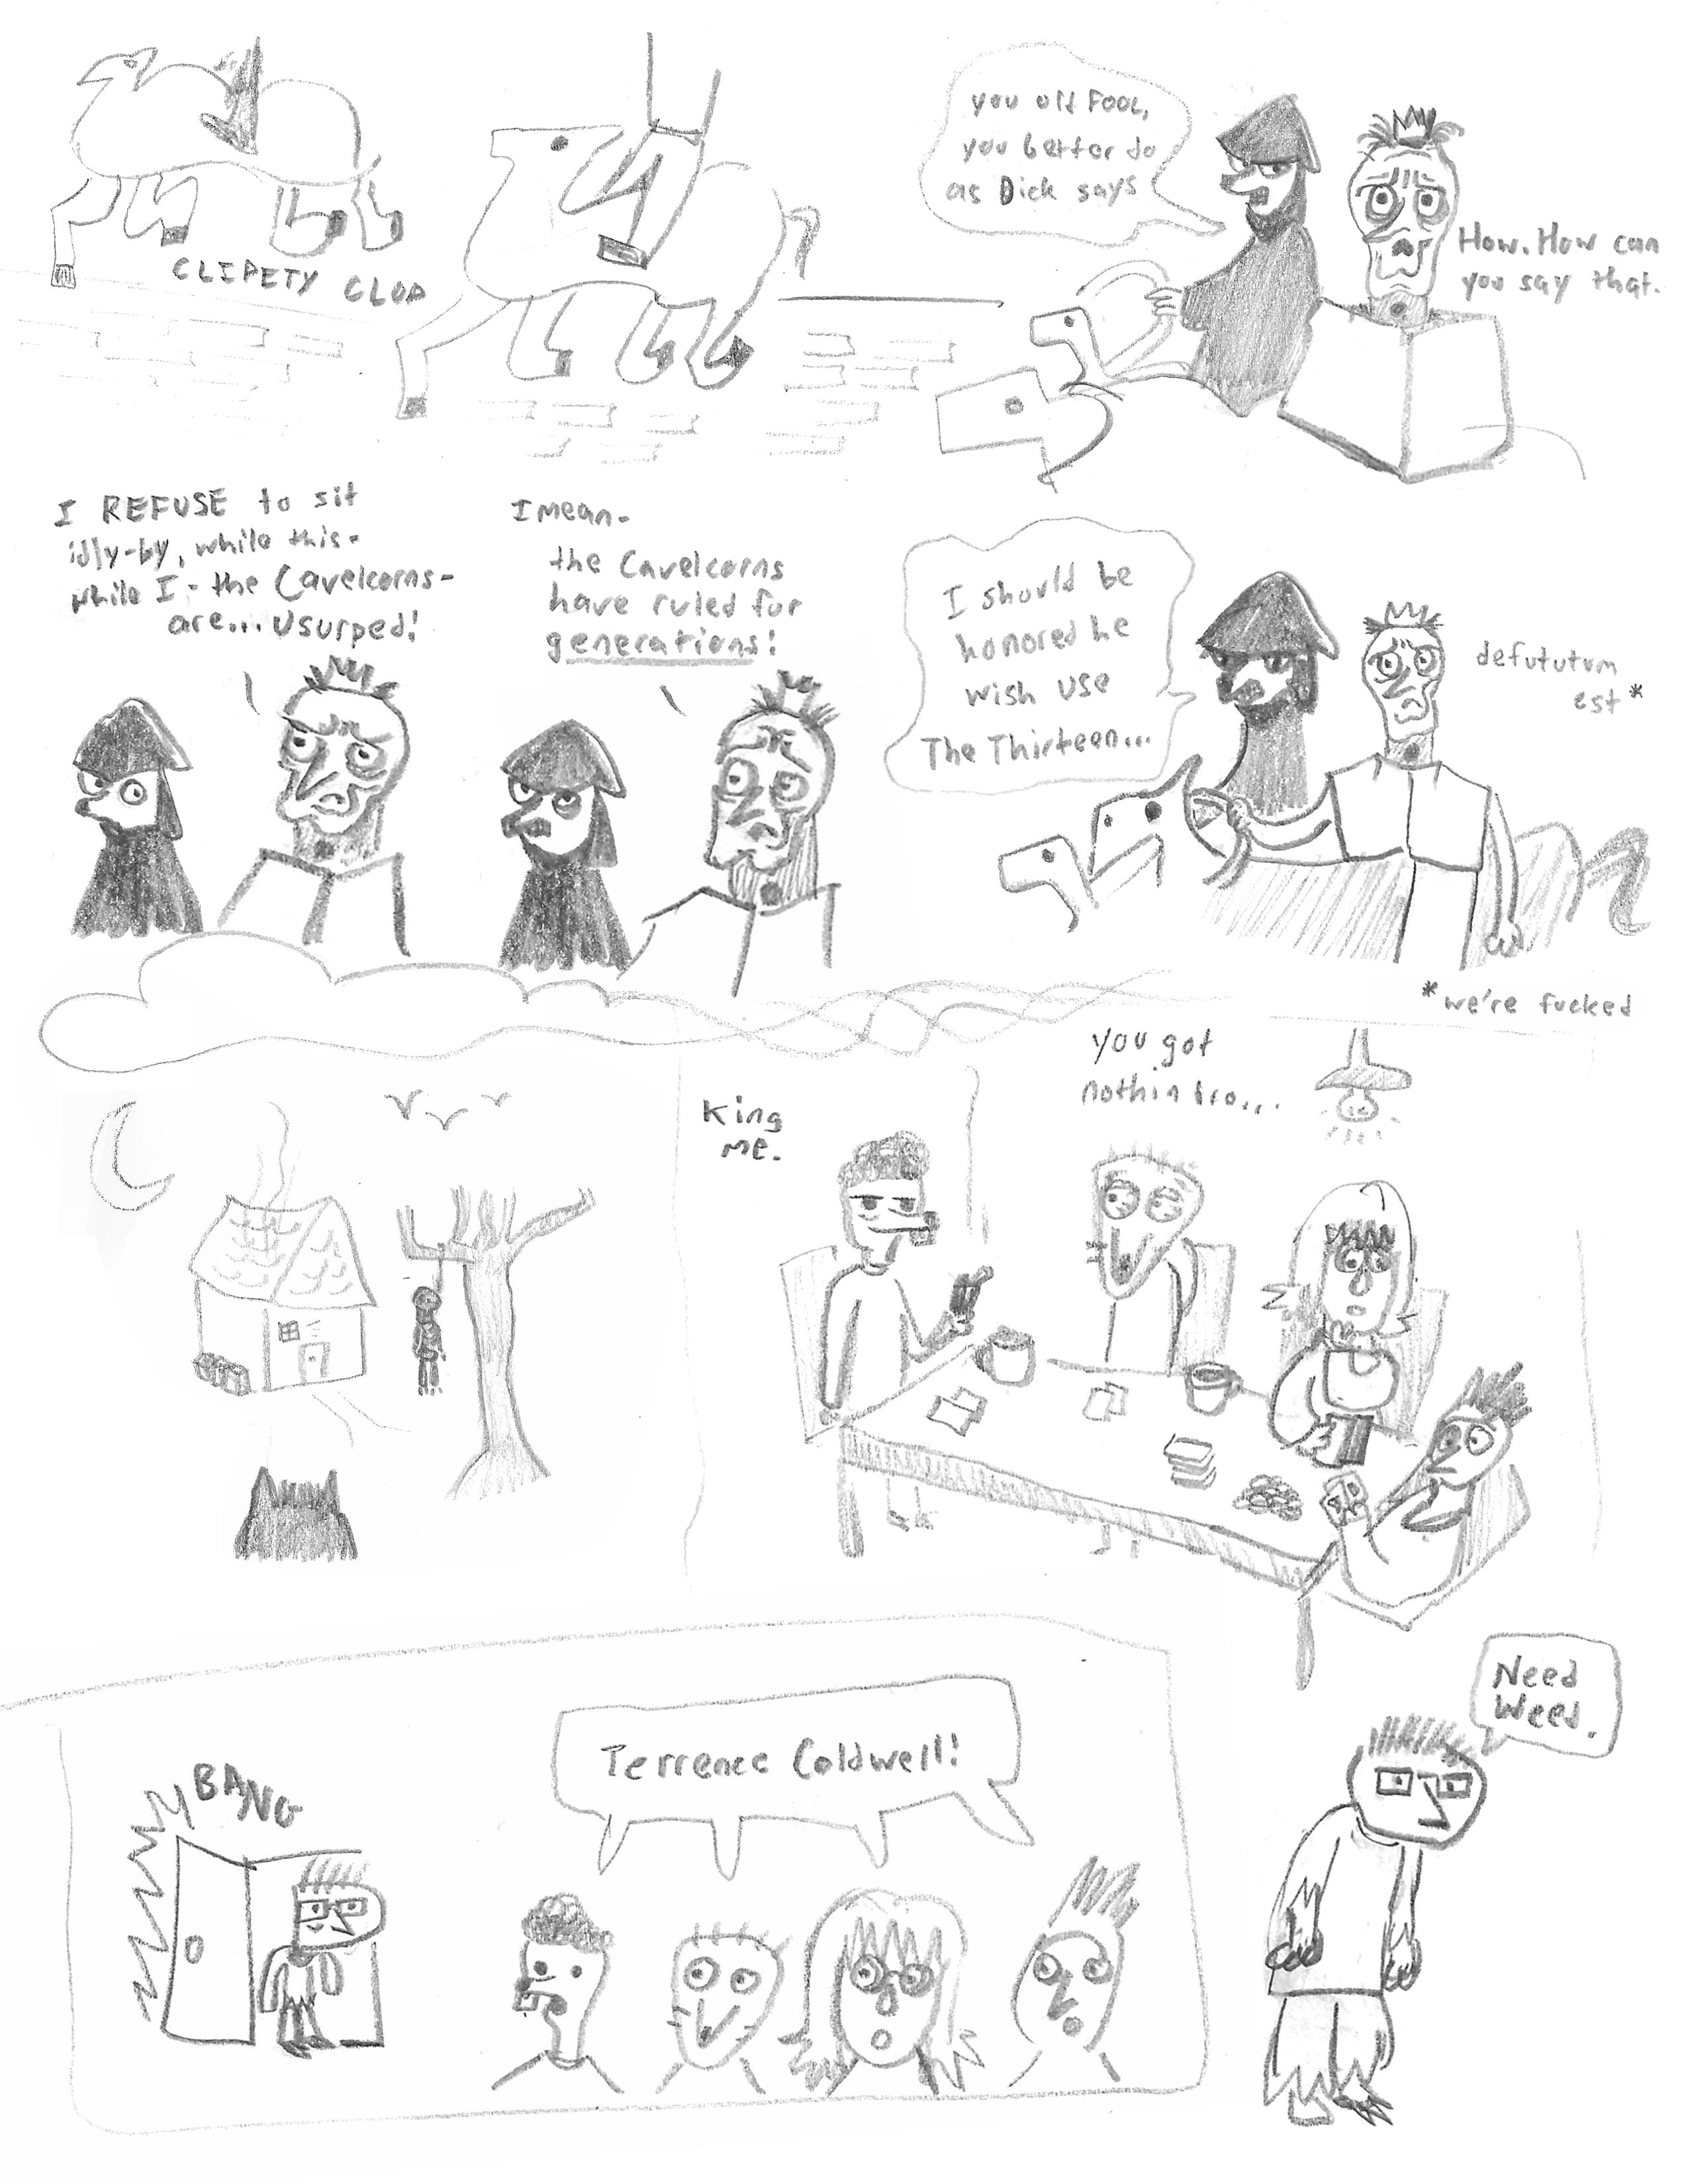 CLIPETY CLOP
you old FOOL,
you better do
as Dick says
How. How can
you say that.
I REFUSE to sit
idly-by, while this-
while I - the Cavelcorns-
are... usurped!
I mean-
the Cavelcorns
have ruled for
generations!
I should be
honored he
wish use
The Thirteen...
defututum
est*
*we're fucked
King
me.
you got
nothin bro...
BANG
Terrence Coldwell!
Need
Weed.